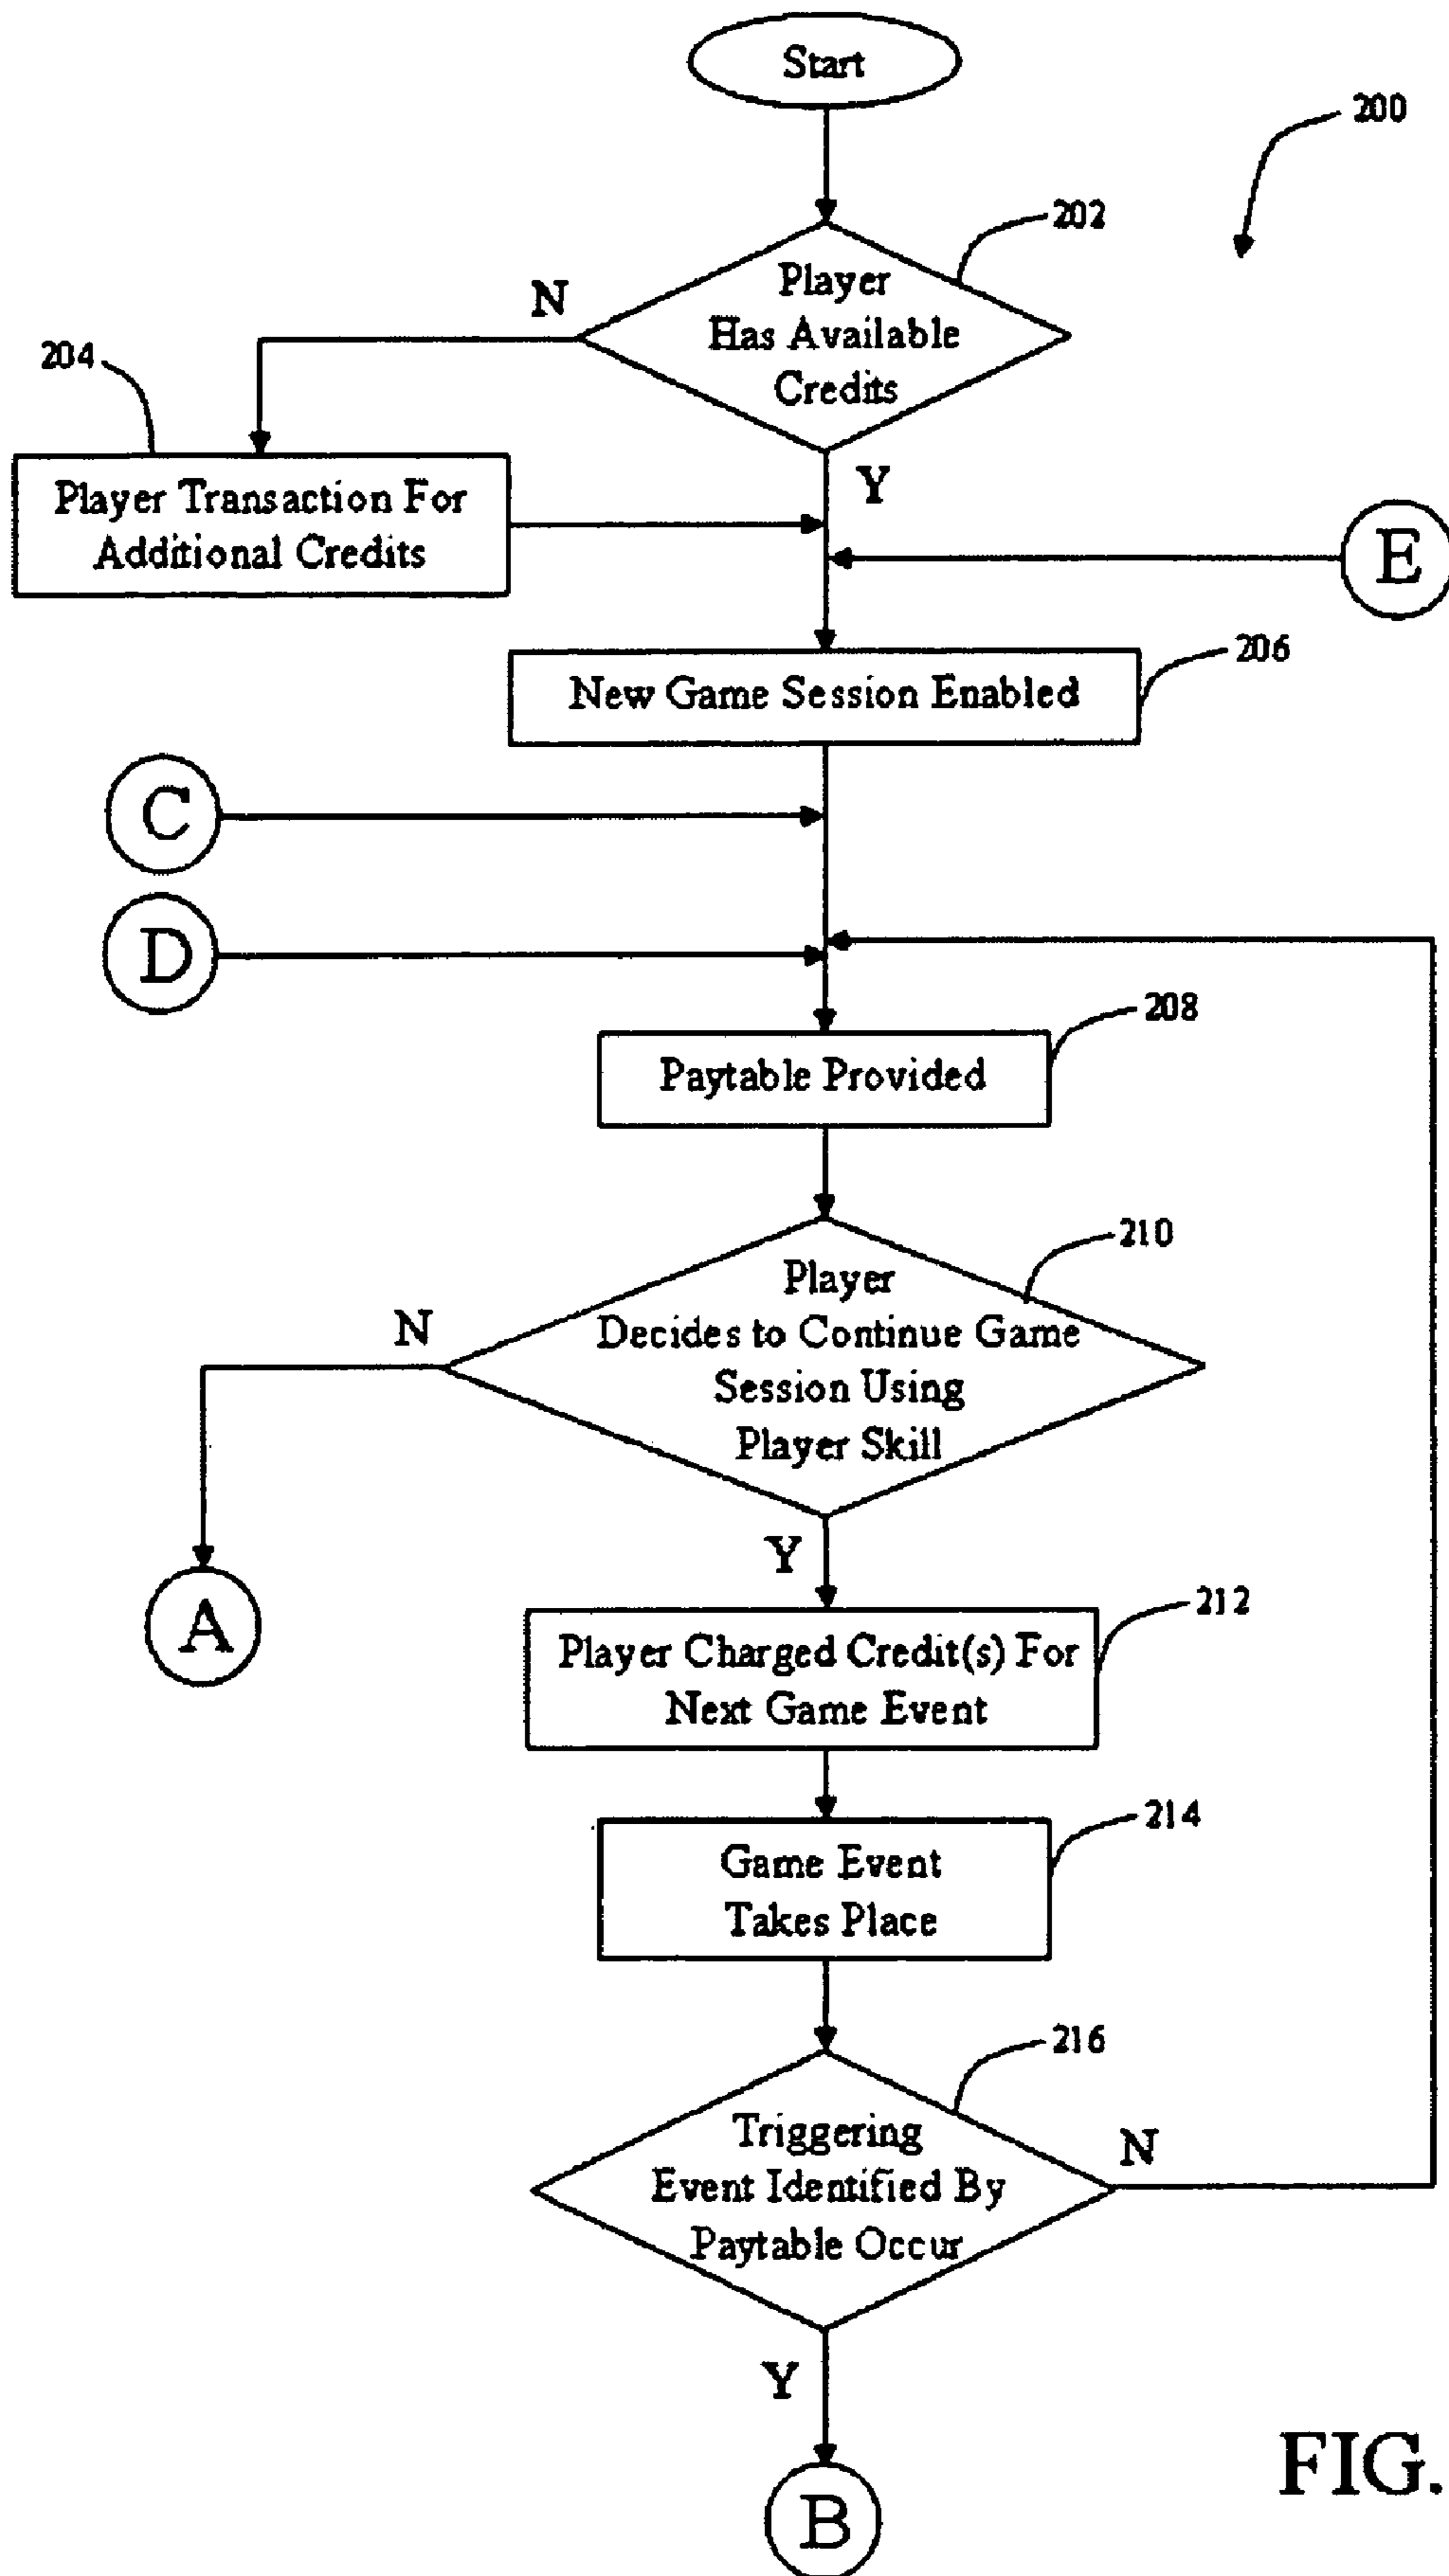 Start
200
202
Player
Has Available
Credits
N
204
Player Transaction For
Additional Credits
Y
E
New Game Session Enabled
206
C
D
208
Paytable Provided
210
Player
Decides to Continue Game
Session Using
Player Skill
N
A
Y
212
Player Charged Credit(s) For
Next Game Event
214
Game Event
Takes Place
216
Triggering
Event Identified By
Paytable Occur
N
Y
B
FIG.